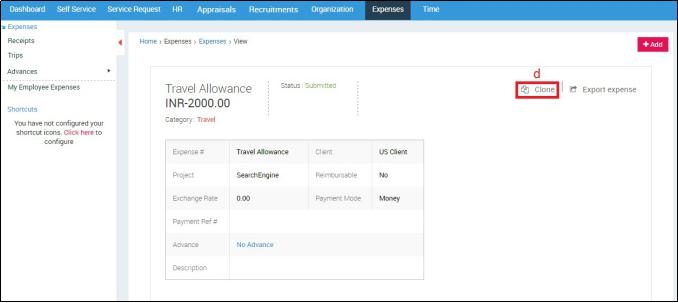 Dashboard Self Service Service Request HR Appraisals Recruitments Organization Expenses Time
Expenses
Receipts
Trips
Advances
My Employee Expenses
Shortcuts
You have not configured your
shortcut icons. Click here to
configure
Home › Expenses › Expenses › View
+Add
d
Travel Allowance
INR-2000.00
Category : Travel
Status : Submitted
Clone
Export expense
Expense # Travel Allowance Client US Client
Project SearchEngine Reimbursable No
Exchange Rate 0.00 Payment Mode Money
Payment Ref #
Advance No Advance
Description